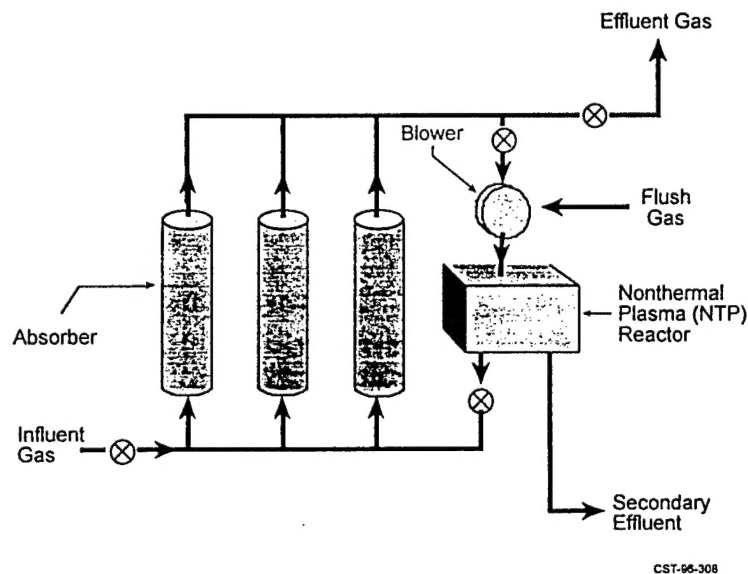 Effluent Gas
Blower
Flush
Gas
Nonthermal
Plasma (NTP)
Reactor
Absorber
Influent
Gas
Secondary
Effluent
CST-96-308